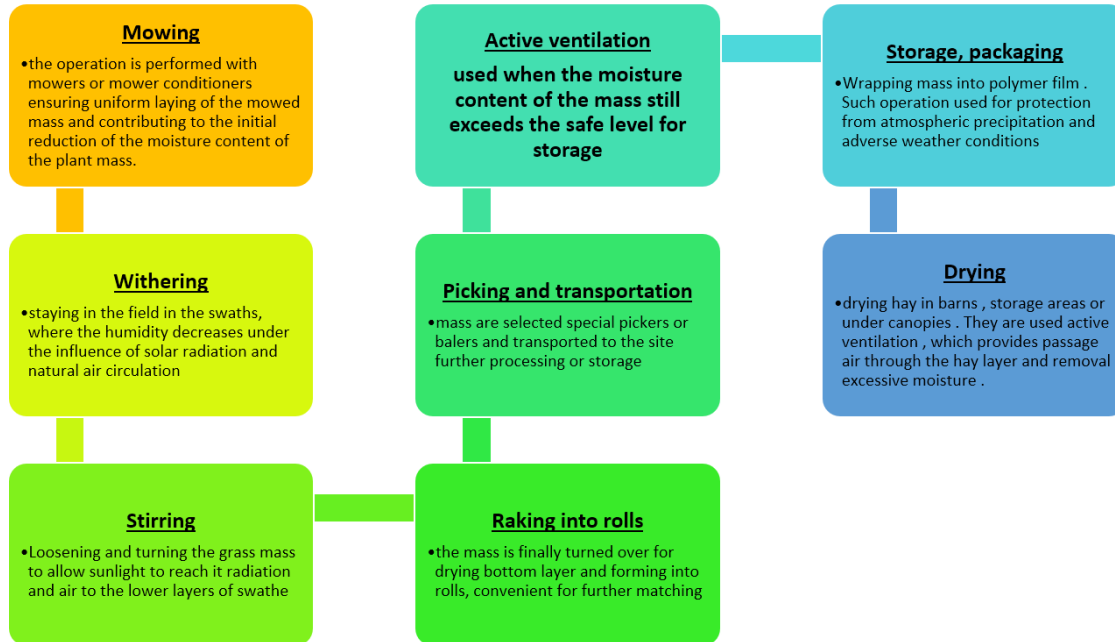 Mowing
•the operation is performed with
mowers or mower conditioners
ensuring uniform laying of the mowed
mass and contributing to the initial
reduction of the moisture content of
the plant mass.
Withering
•staying in the field in the swaths,
where the humidity decreases under
the influence of solar radiation and
natural air circulation
Stirring
•Loosening and turning the grass mass
to allow sunlight to reach it radiation
and air to the lower layers of swathe
Raking into rolls
•the mass is finally turned over for
drying bottom layer and forming into
rolls, convenient for further matching
Picking and transportation
•mass are selected special pickers or
balers and transported to the site
further processing or storage
Active ventilation
used when the moisture
content of the mass still
exceeds the safe level for
storage
Storage, packaging
•Wrapping mass into polymer film .
Such operation used for protection
from atmospheric precipitation and
adverse weather conditions
Drying
•drying hay in barns , storage areas or
under canopies . They are used active
ventilation , which provides passage
air through the hay layer and removal
excessive moisture .